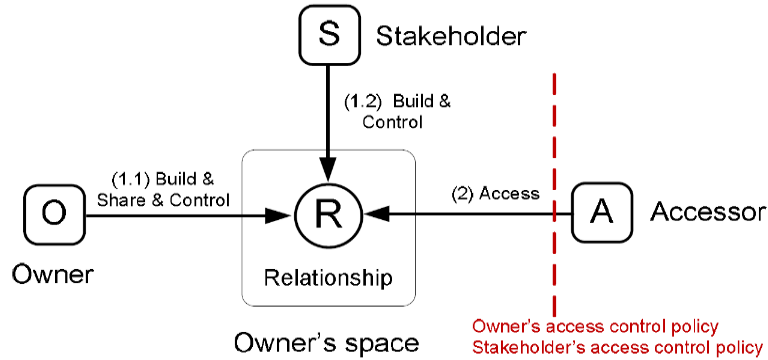 S
Stakeholder
(1.2) Build &
Control
(1.1) Build &
Share & Control
O
Owner
R
Relationship
Owner's space
(2) Access
A
Accessor
Owner's access control policy
Stakeholder's access control policy